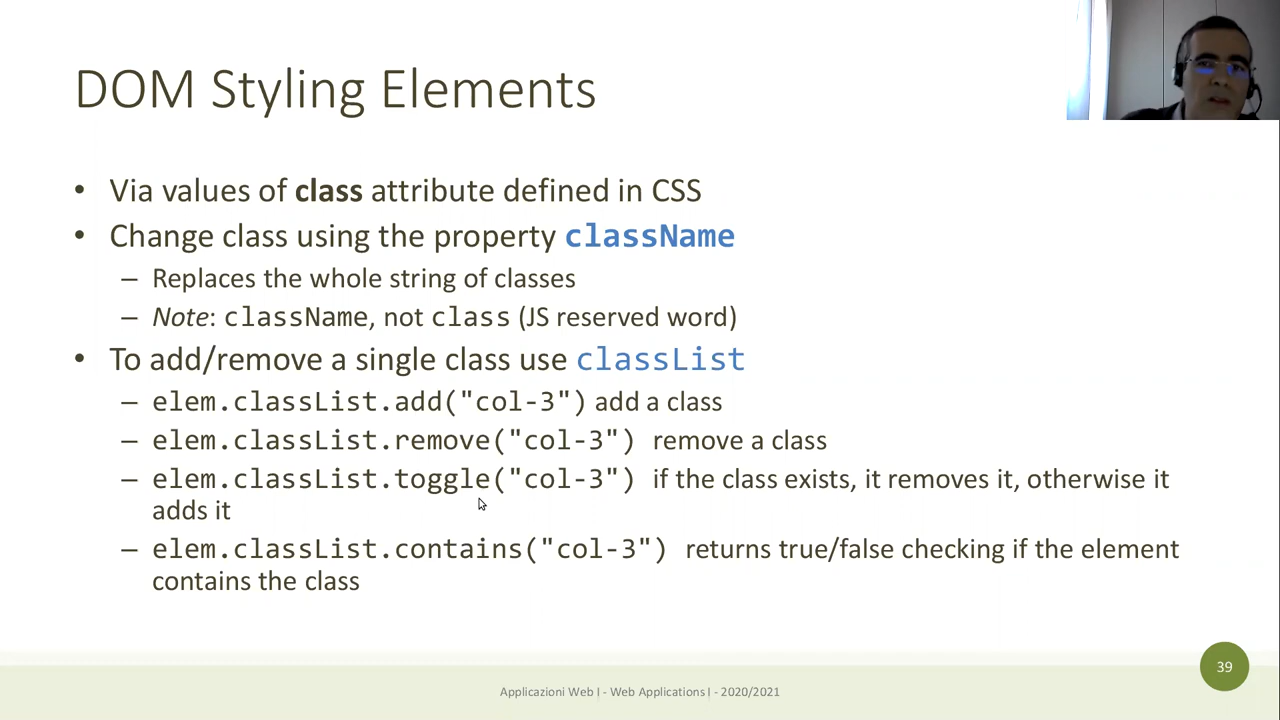 DOM Styling Elements
• Via values of class attribute defined in CSS
• Change class using the property className
– Replaces the whole string of classes
– Note: className, not class (JS reserved word)
• To add/remove a single class use classList
– elem.classList.add("col-3") add a class
– elem.classList.remove("col-3") remove a class
– elem.classList.toggle("col-3") if the class exists, it removes it, otherwise it
adds it
– elem.classList.contains("col-3") returns true/false checking if the element
contains the class
39
Applicazioni Web I - Web Applications I - 2020/2021